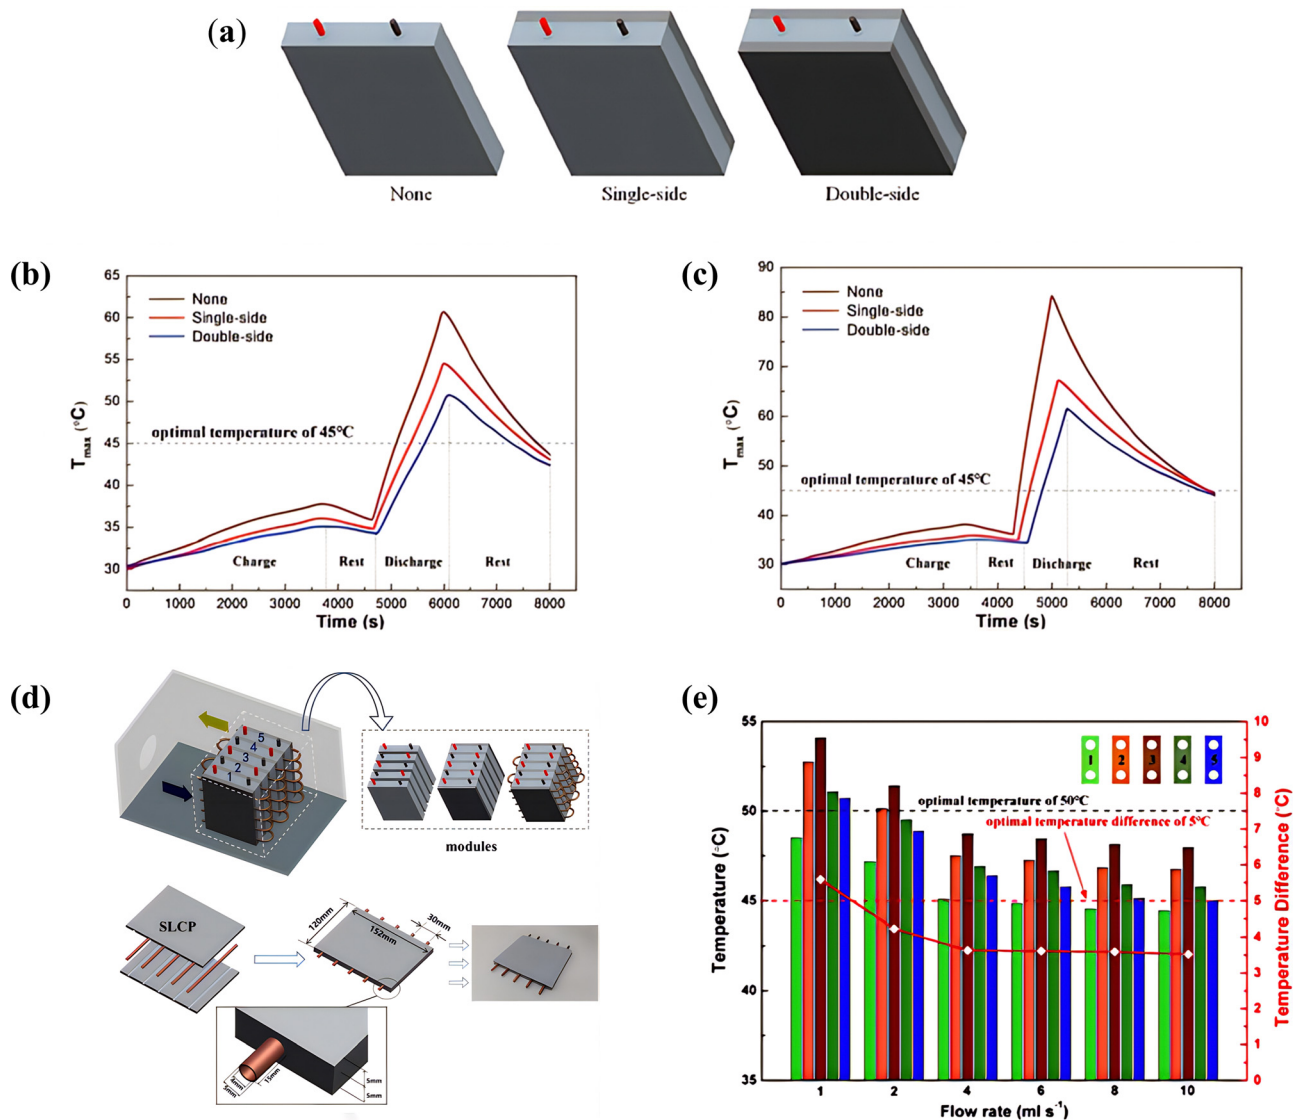 (a)
None
Single-side
Double-side
(b)
65
60
55
50
45
40
35
30
None
Single-side
Double-side
optimal temperature of 45°C
Tmax (°C)
Charge
Rest
Discharge
Rest
0
1000
2000
3000
4000
5000
6000
7000
8000
Time (s)
(c)
90
80
70
60
50
40
30
None
Single-side
Double-side
optimal temperature of 45°C
Tmax (°C)
Charge
Rest
Discharge
Rest
0
1000
2000
3000
4000
5000
6000
7000
8000
Time (s)
(d)
5
4
3
2
1
modules
SLCP
120mm
152mm
30mm
4mm
5mm
15mm
5mm
5mm
(e)
55
50
45
40
35
Temperature (°C)
1
2
3
4
5
optimal temperature of 50°C
optimal temperature difference of 5°C
10
9
8
7
6
5
4
3
2
1
0
Temperature Difference (°C)
1
2
4
6
8
10
Flow rate (ml s⁻¹)